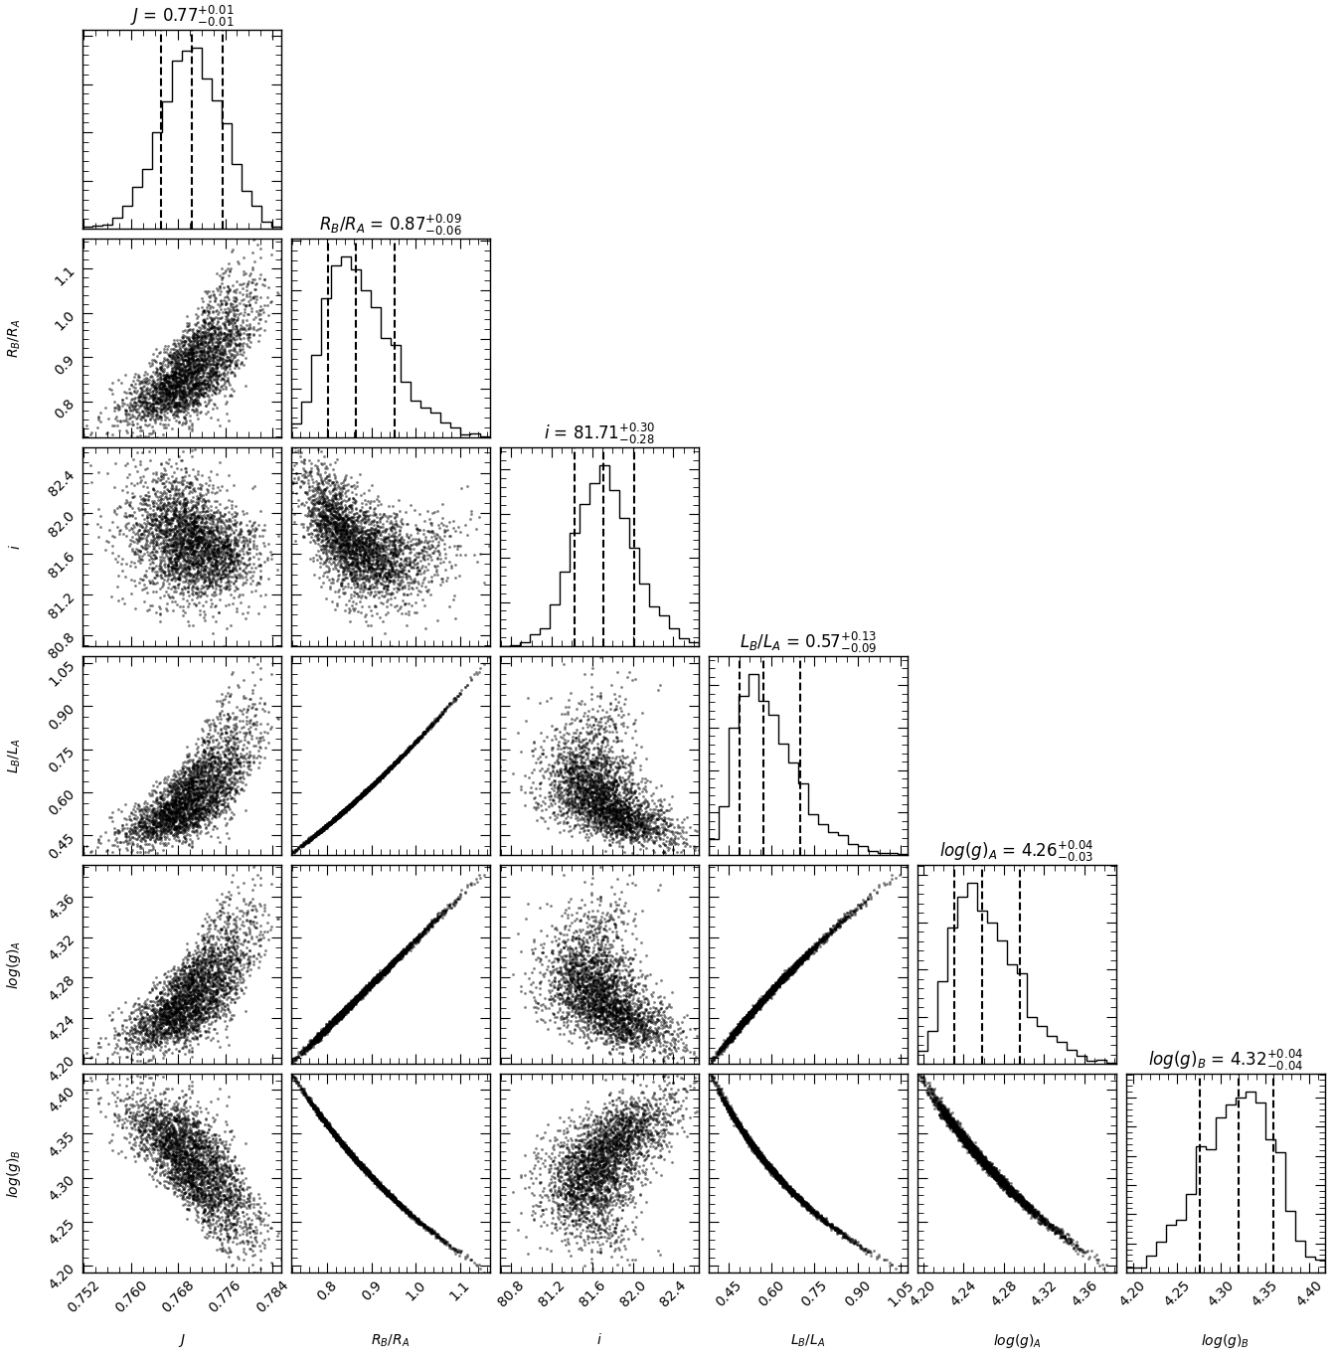 J = 0.77+0.01 −0.01
R_B/R_A = 0.87+0.09 −0.06
1.1
1.0
0.9
0.8
R_B/R_A
i = 81.71+0.30 −0.28
82.4
82.0
81.6
81.2
80.8
i
L_B/L_A = 0.57+0.13 −0.09
1.05
0.90
0.75
0.60
0.45
L_B/L_A
log(g)_A = 4.26+0.04 −0.03
4.36
4.32
4.28
4.24
4.20
log(g)_A
log(g)_B = 4.32+0.04 −0.04
4.20
4.40
4.35
4.30
4.25
4.20
log(g)_B
0.752 0.760 0.768 0.776 0.784
0.8 0.9 1.0 1.1
80.8 81.2 81.6 82.0 82.4
0.45 0.60 0.75 0.90 1.05
4.20 4.24 4.28 4.32 4.36
4.20 4.25 4.30 4.35 4.40
J R_B/R_A i L_B/L_A log(g)_A log(g)_B